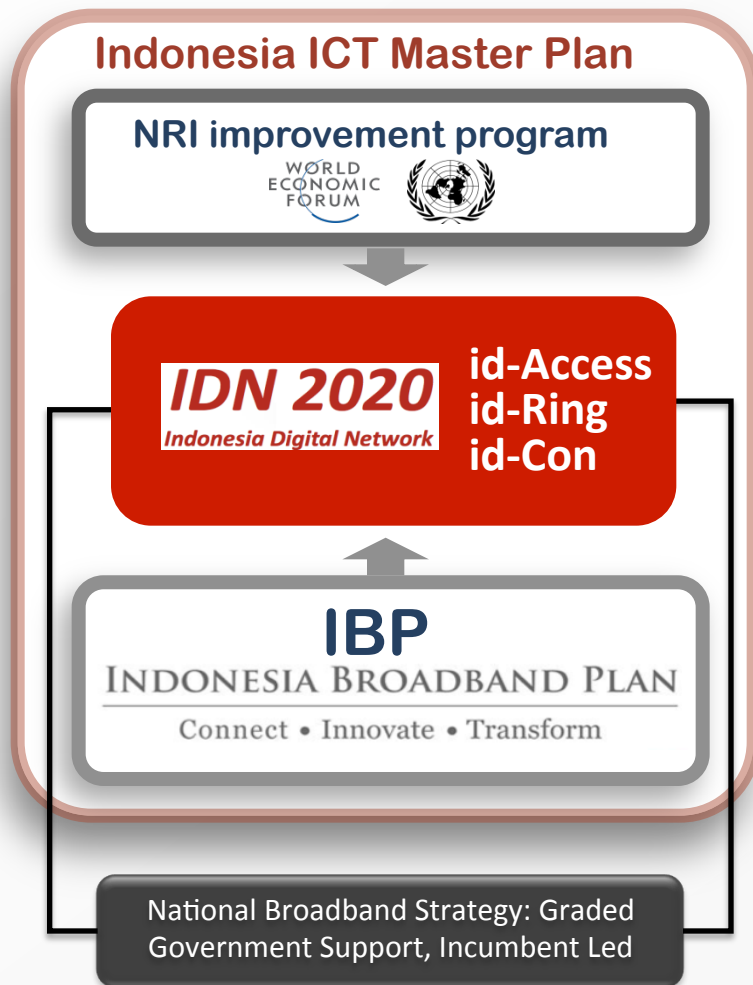 Indonesia ICT Master Plan
NRI improvement program
WORLD
ECONOMIC
FORUM
IDN 2020
Indonesia Digital Network
id-Access
id-Ring
id-Con
IBP
INDONESIA BROADBAND PLAN
Connect • Innovate • Transform
National Broadband Strategy: Graded
Government Support, Incumbent Led